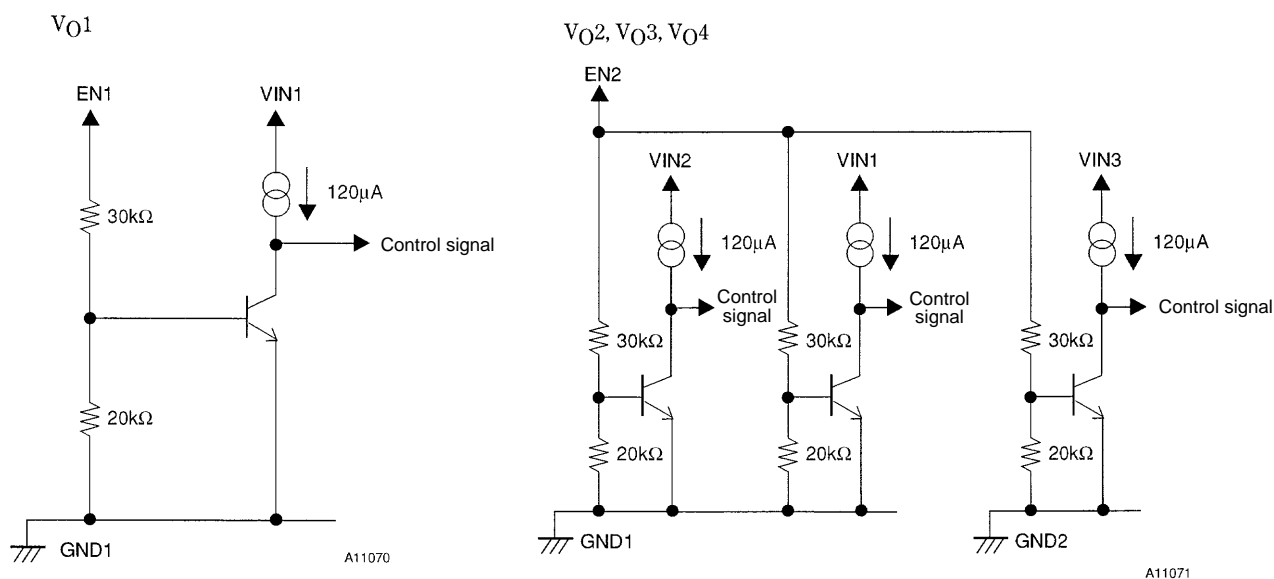 VO1
EN1
VIN1
120μA
30kΩ
Control signal
20kΩ
GND1
A11070
VO2, VO3, VO4
EN2
VIN2
VIN1
VIN3
120μA
120μA
120μA
Control
signal
Control
signal
Control signal
30kΩ
30kΩ
30kΩ
20kΩ
20kΩ
20kΩ
GND1
GND2
A11071